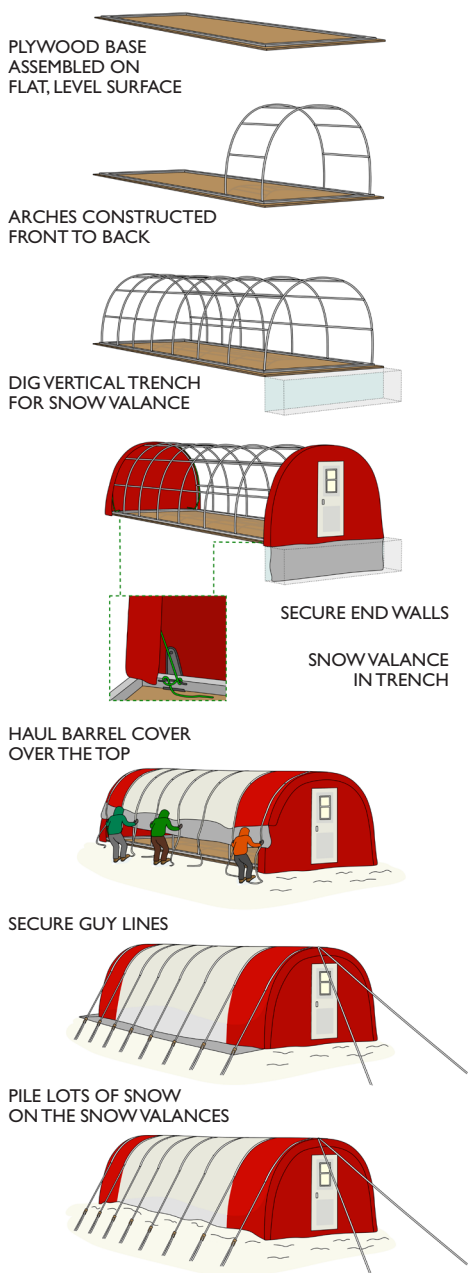 PLYWOOD BASE
ASSEMBLED ON
FLAT, LEVEL SURFACE
ARCHES CONSTRUCTED
FRONT TO BACK
DIG VERTICAL TRENCH
FOR SNOW VALANCE
SECURE END WALLS
SNOW VALANCE
IN TRENCH
HAUL BARREL COVER
OVER THE TOP
SECURE GUY LINES
PILE LOTS OF SNOW
ON THE SNOW VALANCES